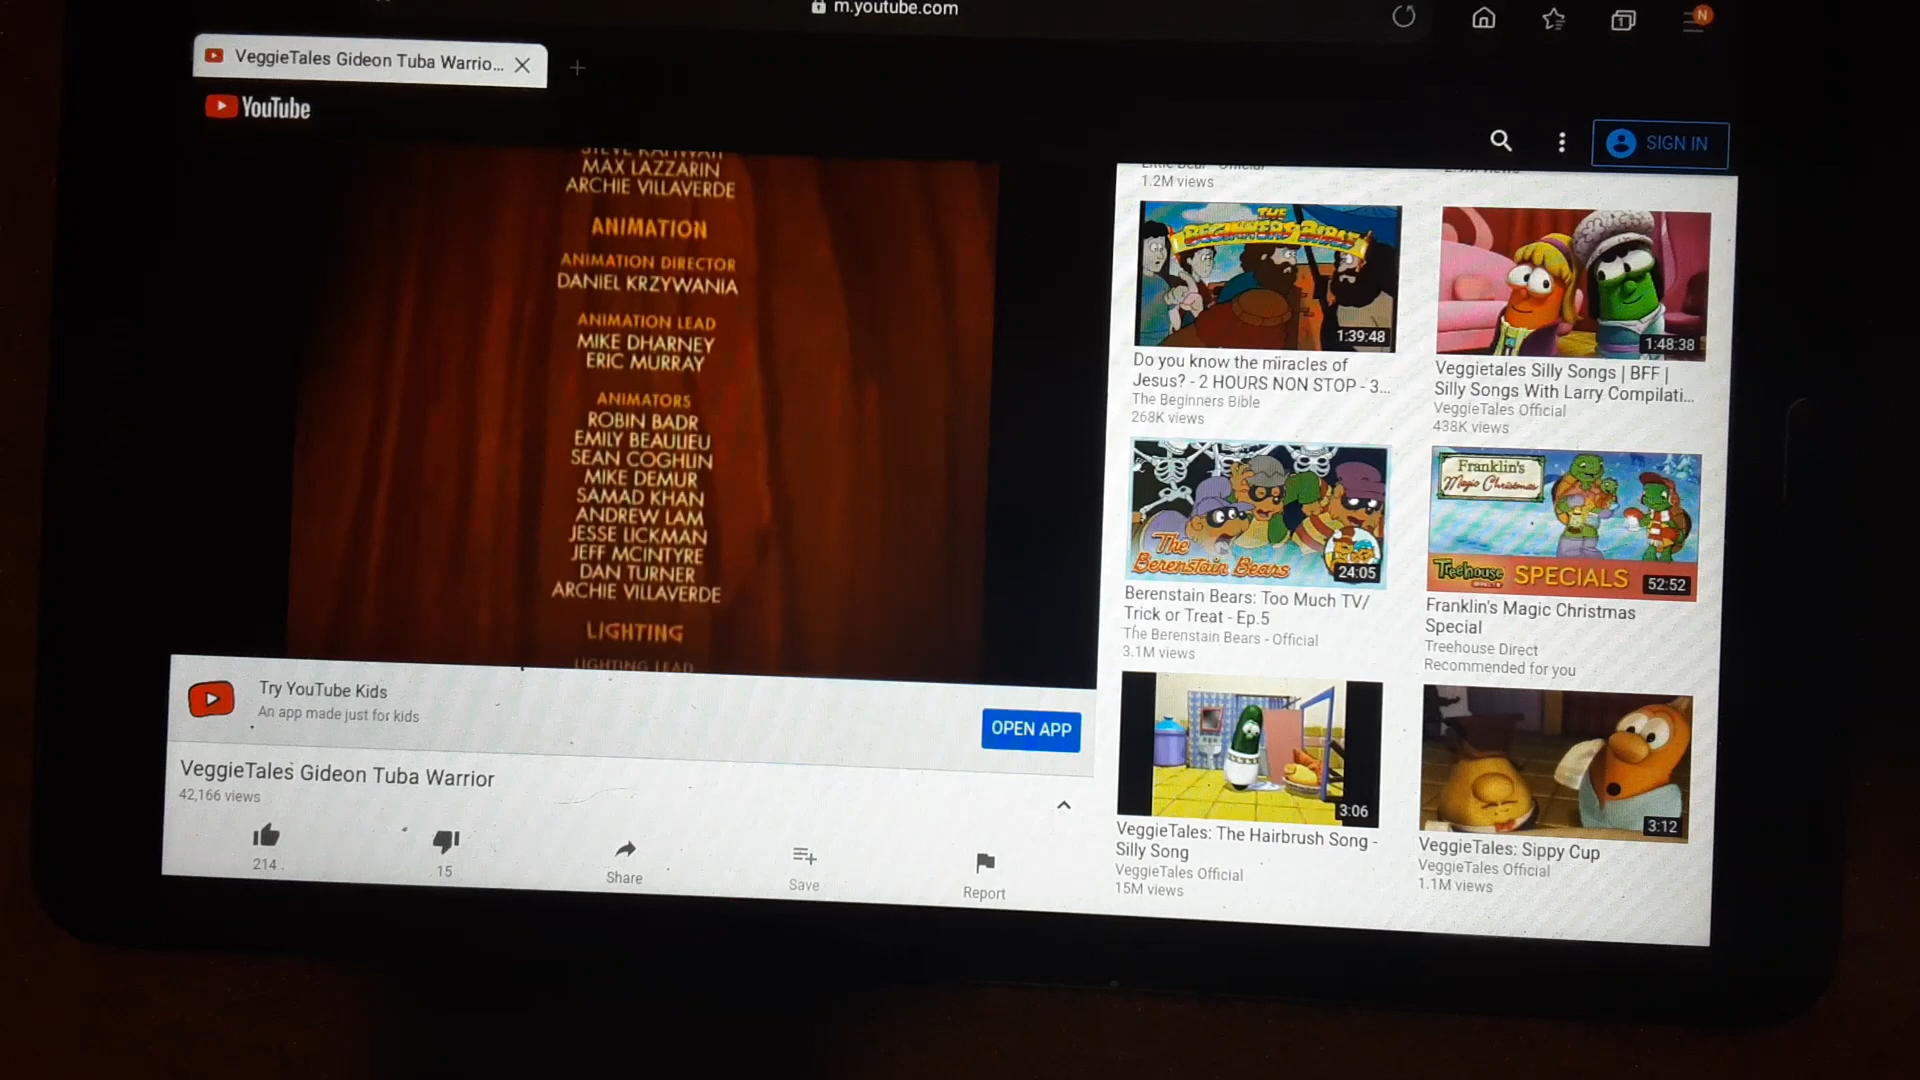 m.youtube.com
N
1
VeggieTales Gideon Tuba Warrio...
YouTube
SIGN IN
MAX LAZZARIN
ARCHIE VILLAVERDE
ANIMATION
ANIMATION DIRECTOR
DANIEL KRZYWANIA
ANIMATION LEAD
MIKE DHARNEY
ERIC MURRAY
ANIMATORS
ROBIN BADR
EMILY BEAULIEU
SEAN COGHLIN
MIKE DEMUR
SAMAD KHAN
ANDREW LAM
JESSE LICKMAN
JEFF MCINTYRE
DAN TURNER
ARCHIE VILLAVERDE
LIGHTING
LIGHTING LEAD
Try YouTube Kids
An app made just for kids
OPEN APP
VeggieTales Gideon Tuba Warrior
42,166 views
214
15
Share
Save
Report
1.2M views
THE
BEGINNERS BIBLE
1:39:48
Do you know the miracles of
Jesus? - 2 HOURS NON STOP - 3...
The Beginners Bible
268K views
1:48:38
Veggietales Silly Songs | BFF |
Silly Songs With Larry Compilati...
VeggieTales Official
438K views
The
Berenstain Bears
24:05
Berenstain Bears: Too Much TV/
Trick or Treat - Ep.5
The Berenstain Bears - Official
3.1M views
Franklin's
Magic Christmas
Treehouse
SPECIALS
52:52
Franklin's Magic Christmas
Special
Treehouse Direct
Recommended for you
3:06
VeggieTales: The Hairbrush Song -
Silly Song
VeggieTales Official
15M views
3:12
VeggieTales: Sippy Cup
VeggieTales Official
1.1M views